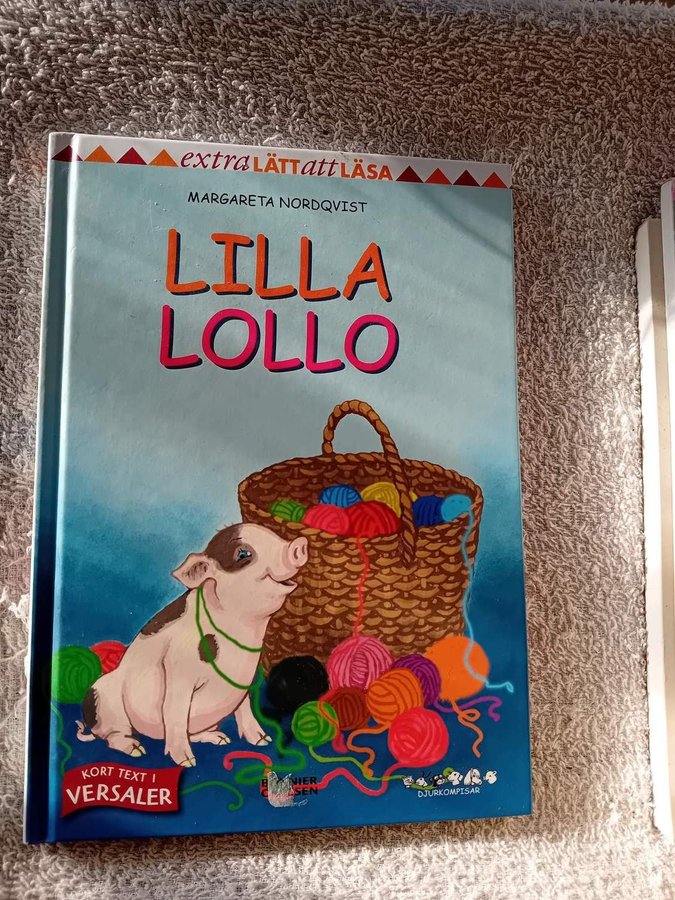 extra LÄTT att LÄSA
MARGARETA NORDQVIST
LILLA
LOLLO
KORT TEXT I
VERSALER
DJURKOMPISAR